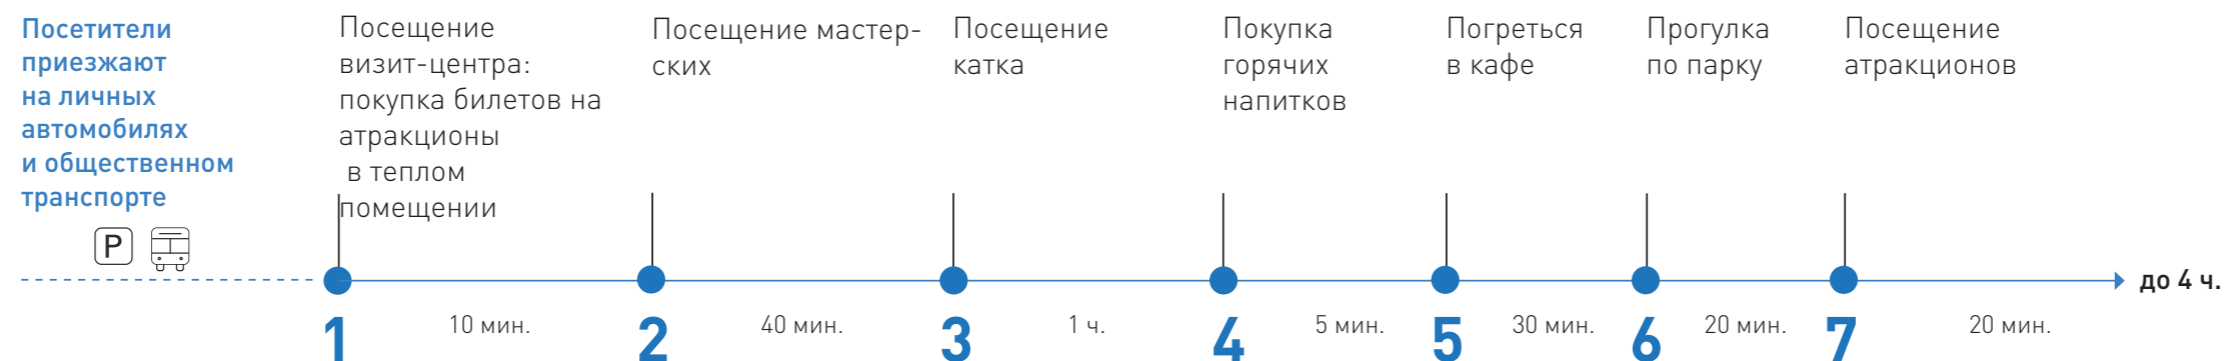 Посетители
приезжают
на личных
автомобилях
и общественном
транспорте
P
Посещение
визит-центра:
покупка билетов на
атракционы
в теплом
помещении
Посещение мастер-
ских
Посещение
катка
Покупка
горячих
напитков
Погреться
в кафе
Прогулка
по парку
Посещение
атракционов
до 4 ч.
1
10 мин.
2
40 мин.
3
1 ч.
4
5 мин.
5
30 мин.
6
20 мин.
7
20 мин.